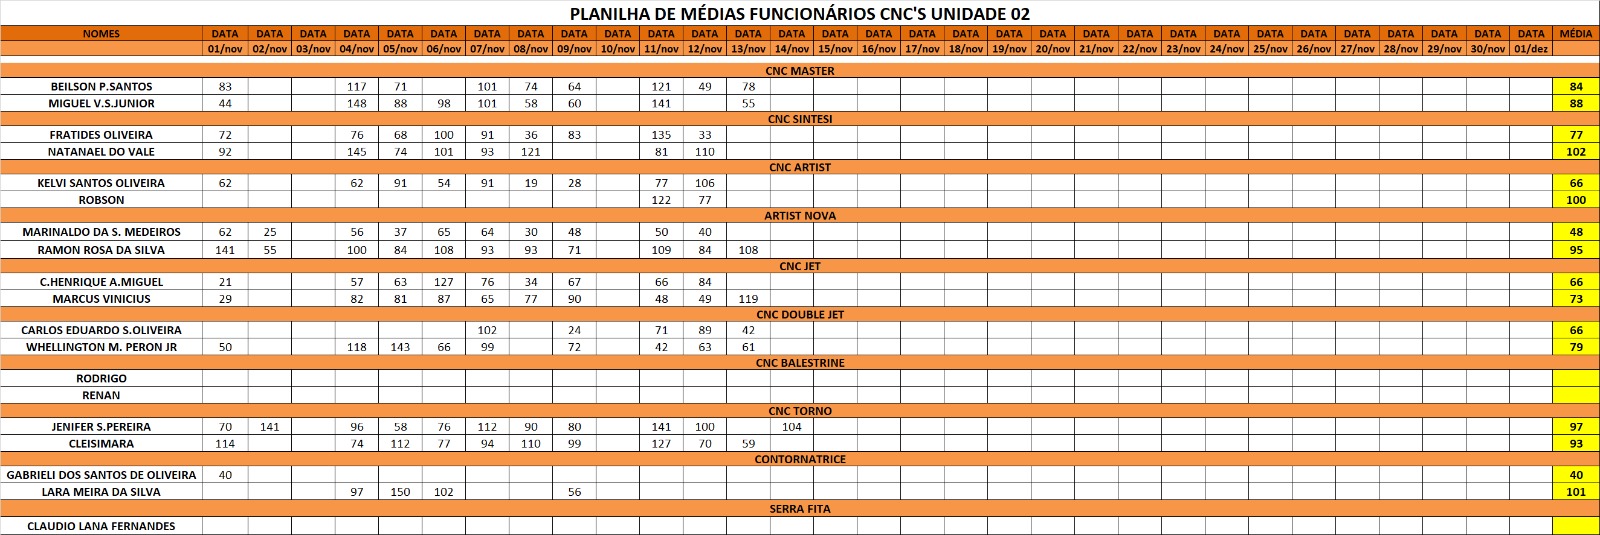 PLANILHA DE MÉDIAS FUNCIONÁRIOS CNC'S UNIDADE 02
NOMES DATA DATA DATA DATA DATA DATA DATA DATA DATA DATA DATA DATA DATA DATA DATA DATA DATA DATA DATA DATA DATA DATA DATA DATA DATA DATA DATA DATA DATA DATA DATA MÉDIA
01/nov 02/nov 03/nov 04/nov 05/nov 06/nov 07/nov 08/nov 09/nov 10/nov 11/nov 12/nov 13/nov 14/nov 15/nov 16/nov 17/nov 18/nov 19/nov 20/nov 21/nov 22/nov 23/nov 24/nov 25/nov 26/nov 27/nov 28/nov 29/nov 30/nov 01/dez
CNC MASTER
BEILSON P.SANTOS 83 117 71 101 74 64 121 49 78 84
MIGUEL V.S.JUNIOR 44 148 88 98 101 58 60 141 55 88
CNC SINTESI
FRATIDES OLIVEIRA 72 76 68 100 91 36 83 135 33 77
NATANAEL DO VALE 92 145 74 101 93 121 81 110 102
CNC ARTIST
KELVI SANTOS OLIVEIRA 62 62 91 54 91 19 28 77 106 66
ROBSON 122 77 100
ARTIST NOVA
MARINALDO DA S. MEDEIROS 62 25 56 37 65 64 30 48 50 40 48
RAMON ROSA DA SILVA 141 55 100 84 108 93 93 71 109 84 108 95
CNC JET
C.HENRIQUE A.MIGUEL 21 57 63 127 76 34 67 66 84 66
MARCUS VINICIUS 29 82 81 87 65 77 90 48 49 119 73
CNC DOUBLE JET
CARLOS EDUARDO S.OLIVEIRA 102 24 71 89 42 66
WHELLINGTON M. PERON JR 50 118 143 66 99 72 42 63 61 79
CNC BALESTRINE
RODRIGO
RENAN
CNC TORNO
JENIFER S.PEREIRA 70 141 96 58 76 112 90 80 141 100 104 97
CLEISIMARA 114 74 112 77 94 110 99 127 70 59 93
CONTORNATRICE
GABRIELI DOS SANTOS DE OLIVEIRA 40 40
LARA MEIRA DA SILVA 97 150 102 56 101
SERRA FITA
CLAUDIO LANA FERNANDES